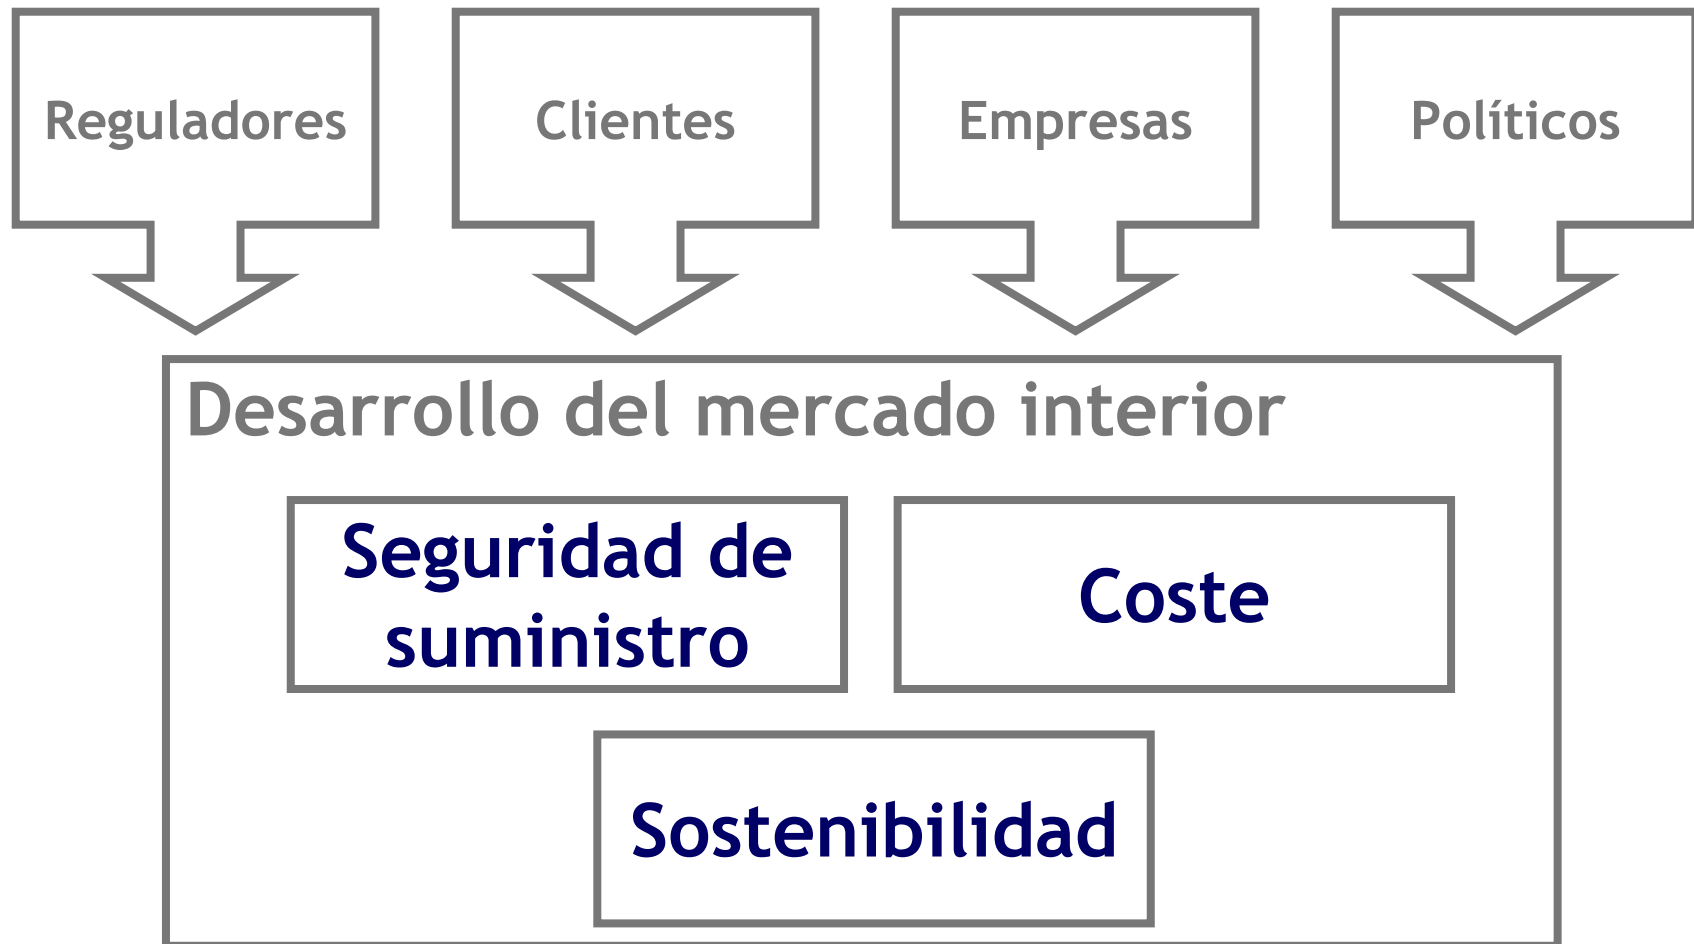 Reguladores
Clientes
Empresas
Políticos
Desarrollo del mercado interior
Seguridad de
suministro
Coste
Sostenibilidad